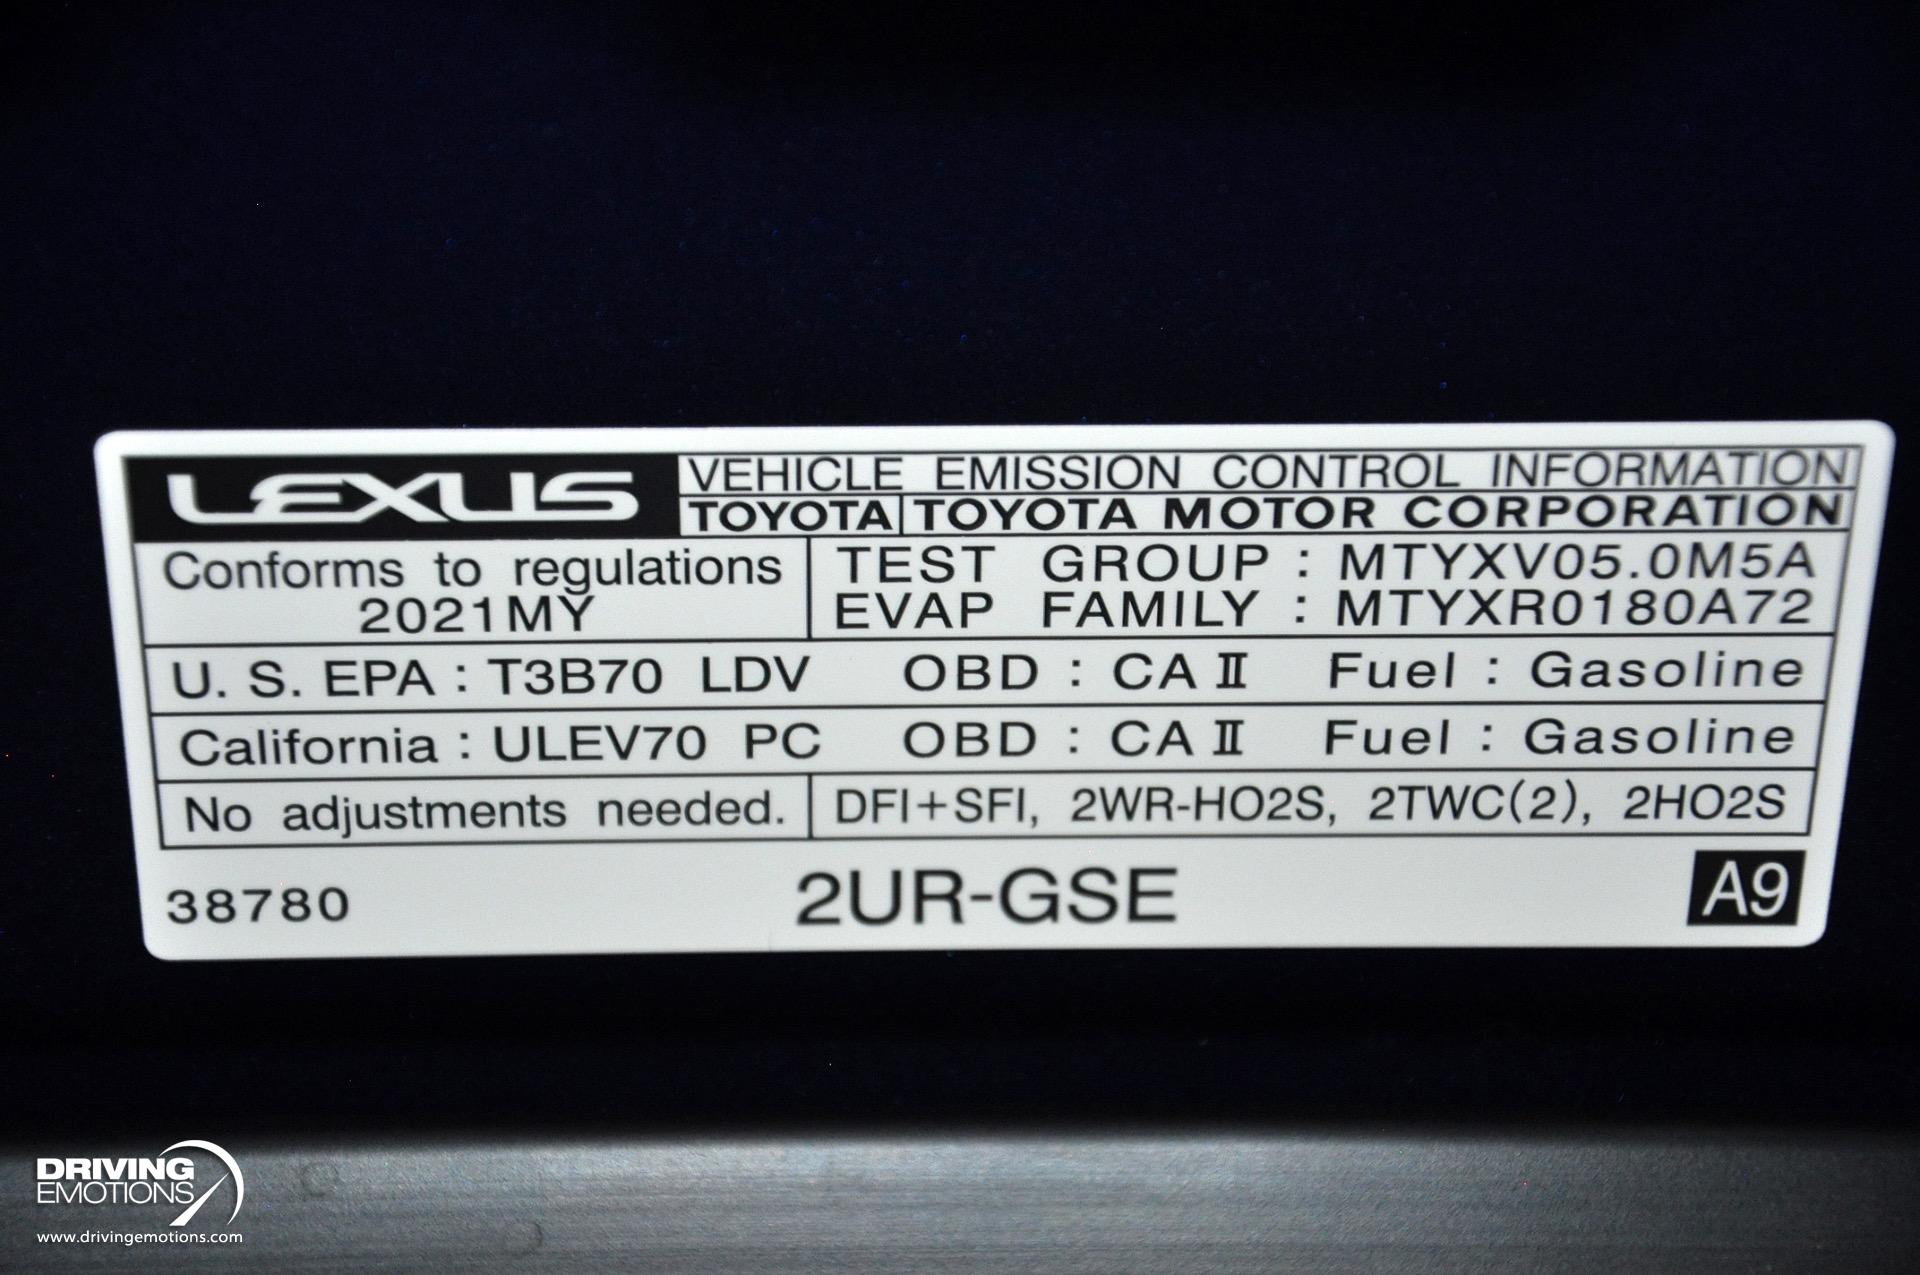 LEXUS
VEHICLE EMISSION CONTROL INFORMATION
TOYOTA TOYOTA MOTOR CORPORATION
Conforms to regulations
2021MY
TEST GROUP : MTYXV05.0M5A
EVAP FAMILY : MTYXR0180A72
U. S. EPA : T3B70 LDV OBD : CA II Fuel : Gasoline
California : ULEV70 PC OBD : CA II Fuel : Gasoline
No adjustments needed. DFI+SFI, 2WR-HO2S, 2TWC(2), 2HO2S
38780 2UR-GSE A9
DRIVING
EMOTIONS
www.drivingemotions.com